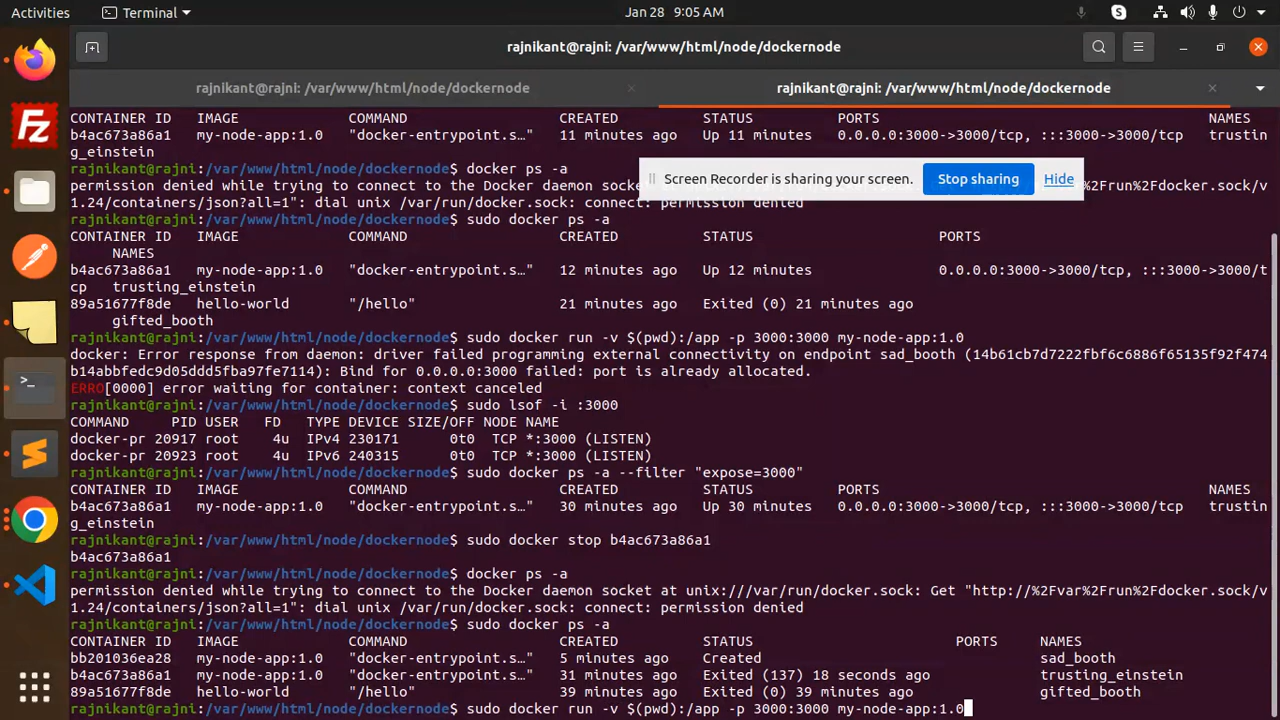 Activities
Terminal
Jan 28 9:05 AM
rajnikant@rajni: /var/www/html/node/dockernode
rajnikant@rajni: /var/www/html/node/dockernode
rajnikant@rajni: /var/www/html/node/dockernode
CONTAINER ID IMAGE COMMAND CREATED STATUS PORTS NAMES
b4ac673a86a1 my-node-app:1.0 "docker-entrypoint.s…" 11 minutes ago Up 11 minutes 0.0.0.0:3000->3000/tcp, :::3000->3000/tcp trustin
g_einstein
rajnikant@rajni:/var/www/html/node/dockernode$ docker ps -a
Screen Recorder is sharing your screen. Stop sharing Hide
permission denied while trying to connect to the Docker daemon socke %2Frun%2Fdocker.sock/v
1.24/containers/json?all=1": dial unix /var/run/docker.sock: connect: permission denied
rajnikant@rajni:/var/www/html/node/dockernode$ sudo docker ps -a
CONTAINER ID IMAGE COMMAND CREATED STATUS PORTS
NAMES
b4ac673a86a1 my-node-app:1.0 "docker-entrypoint.s…" 12 minutes ago Up 12 minutes 0.0.0.0:3000->3000/tcp, :::3000->3000/t
cp trusting_einstein
89a51677f8de hello-world "/hello" 21 minutes ago Exited (0) 21 minutes ago
gifted_booth
rajnikant@rajni:/var/www/html/node/dockernode$ sudo docker run -v $(pwd):/app -p 3000:3000 my-node-app:1.0
docker: Error response from daemon: driver failed programming external connectivity on endpoint sad_booth (14b61cb7d7222fbf6c6886f65135f92f474
b14abbfedc9d05ddd5fba97fe7114): Bind for 0.0.0.0:3000 failed: port is already allocated.
ERRO[0000] error waiting for container: context canceled
rajnikant@rajni:/var/www/html/node/dockernode$ sudo lsof -i :3000
COMMAND PID USER FD TYPE DEVICE SIZE/OFF NODE NAME
docker-pr 20917 root 4u IPv4 230171 0t0 TCP *:3000 (LISTEN)
docker-pr 20923 root 4u IPv6 240315 0t0 TCP *:3000 (LISTEN)
rajnikant@rajni:/var/www/html/node/dockernode$ sudo docker ps -a --filter "expose=3000"
CONTAINER ID IMAGE COMMAND CREATED STATUS PORTS NAMES
b4ac673a86a1 my-node-app:1.0 "docker-entrypoint.s…" 30 minutes ago Up 30 minutes 0.0.0.0:3000->3000/tcp, :::3000->3000/tcp trustin
g_einstein
rajnikant@rajni:/var/www/html/node/dockernode$ sudo docker stop b4ac673a86a1
b4ac673a86a1
rajnikant@rajni:/var/www/html/node/dockernode$ docker ps -a
permission denied while trying to connect to the Docker daemon socket at unix:///var/run/docker.sock: Get "http://%2Fvar%2Frun%2Fdocker.sock/v
1.24/containers/json?all=1": dial unix /var/run/docker.sock: connect: permission denied
rajnikant@rajni:/var/www/html/node/dockernode$ sudo docker ps -a
CONTAINER ID IMAGE COMMAND CREATED STATUS PORTS NAMES
bb201036ea28 my-node-app:1.0 "docker-entrypoint.s…" 5 minutes ago Created sad_booth
b4ac673a86a1 my-node-app:1.0 "docker-entrypoint.s…" 31 minutes ago Exited (137) 18 seconds ago trusting_einstein
89a51677f8de hello-world "/hello" 39 minutes ago Exited (0) 39 minutes ago gifted_booth
rajnikant@rajni:/var/www/html/node/dockernode$ sudo docker run -v $(pwd):/app -p 3000:3000 my-node-app:1.0